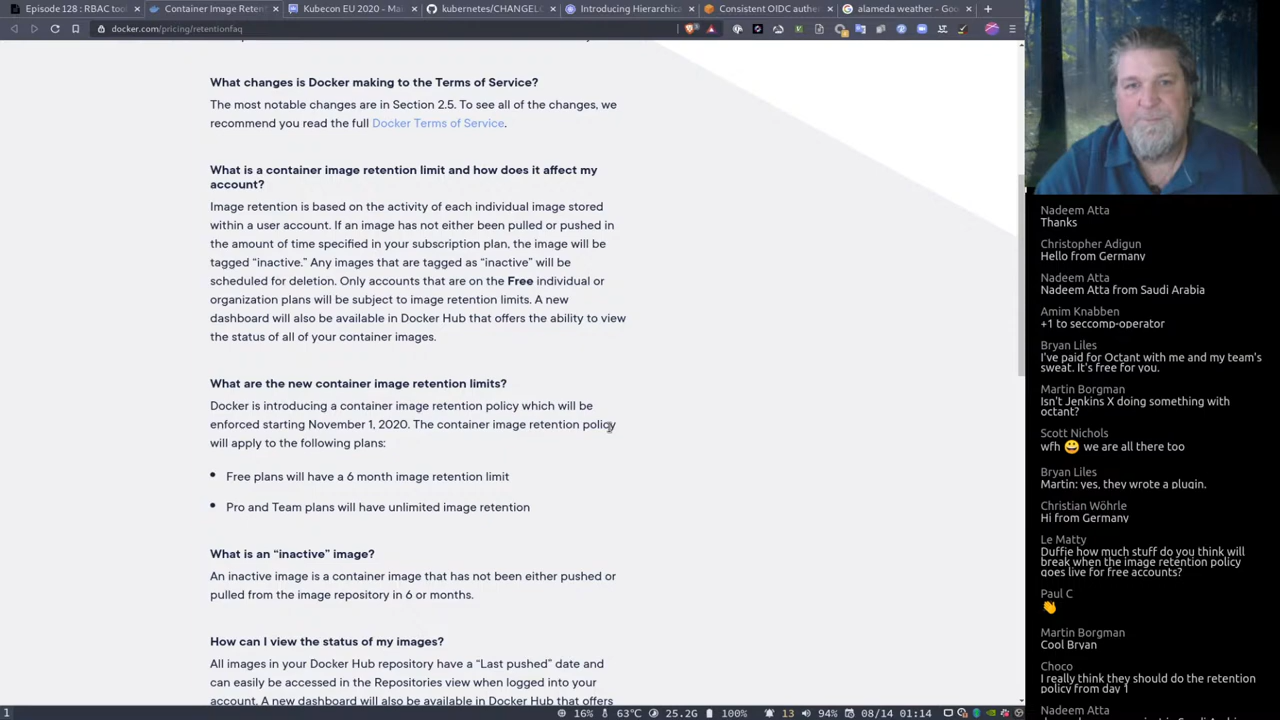 Episode 128 : RBAC tool
Container Image Retent
Kubecon EU 2020 - Ma
kubernetes/CHANGEL
Introducing Hierarchica
Consistent OIDC authe
alameda weather - Goo
docker.com/pricing/retentionfaq
What changes is Docker making to the Terms of Service?
The most notable changes are in Section 2.5. To see all of the changes, we
recommend you read the full Docker Terms of Service.
What is a container image retention limit and how does it affect my
account?
Image retention is based on the activity of each individual image stored
within a user account. If an image has not either been pulled or pushed in
the amount of time specified in your subscription plan, the image will be
tagged “inactive.” Any images that are tagged as “inactive” will be
scheduled for deletion. Only accounts that are on the Free individual or
organization plans will be subject to image retention limits. A new
dashboard will also be available in Docker Hub that offers the ability to view
the status of all of your container images.
What are the new container image retention limits?
Docker is introducing a container image retention policy which will be
enforced starting November 1, 2020. The container image retention policy
will apply to the following plans:
Free plans will have a 6 month image retention limit
Pro and Team plans will have unlimited image retention
What is an “inactive” image?
An inactive image is a container image that has not been either pushed or
pulled from the image repository in 6 or months.
How can I view the status of my images?
All images in your Docker Hub repository have a “Last pushed” date and
can easily be accessed in the Repositories view when logged into your
account. A new dashboard will also be available in Docker Hub that offers
Nadeem Atta
Thanks
Christopher Adigun
Hello from Germany
Nadeem Atta
Nadeem Atta from Saudi Arabia
Amim Knabben
+1 to seccomp-operator
Bryan Liles
I've paid for Octant with me and my team's
sweat. It's free for you.
Martin Borgman
Isn't Jenkins X doing something with
octant?
Scott Nichols
wfh 😀 we are all there too
Bryan Liles
Martin: yes, they wrote a plugin.
Christian Wöhrle
Hi from Germany
Le Matty
Duffie how much stuff do you think will
break when the image retention policy
goes live for free accounts?
Paul C
👏
Martin Borgman
Cool Bryan
Choco
I really think they should do the retention
policy from day 1
Nadeem Atta
1
16%
63°C
25.2G
100%
13
94%
08/14 01:14